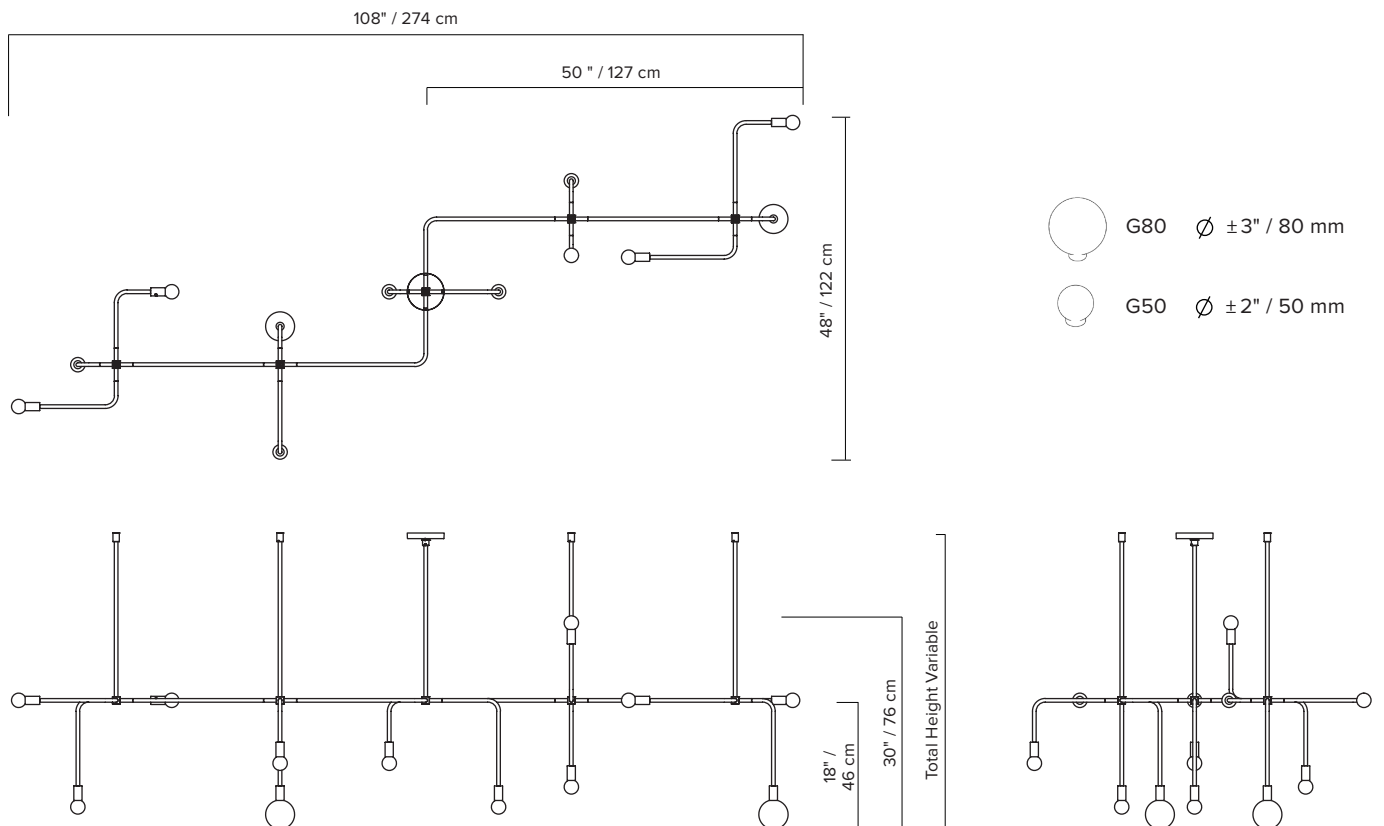 108" / 274 cm
50 " / 127 cm
48" / 122 cm
G80 Ø ±3" / 80 mm
G50 Ø ±2" / 50 mm
18" /
46 cm
30" / 76 cm
Total Height Variable